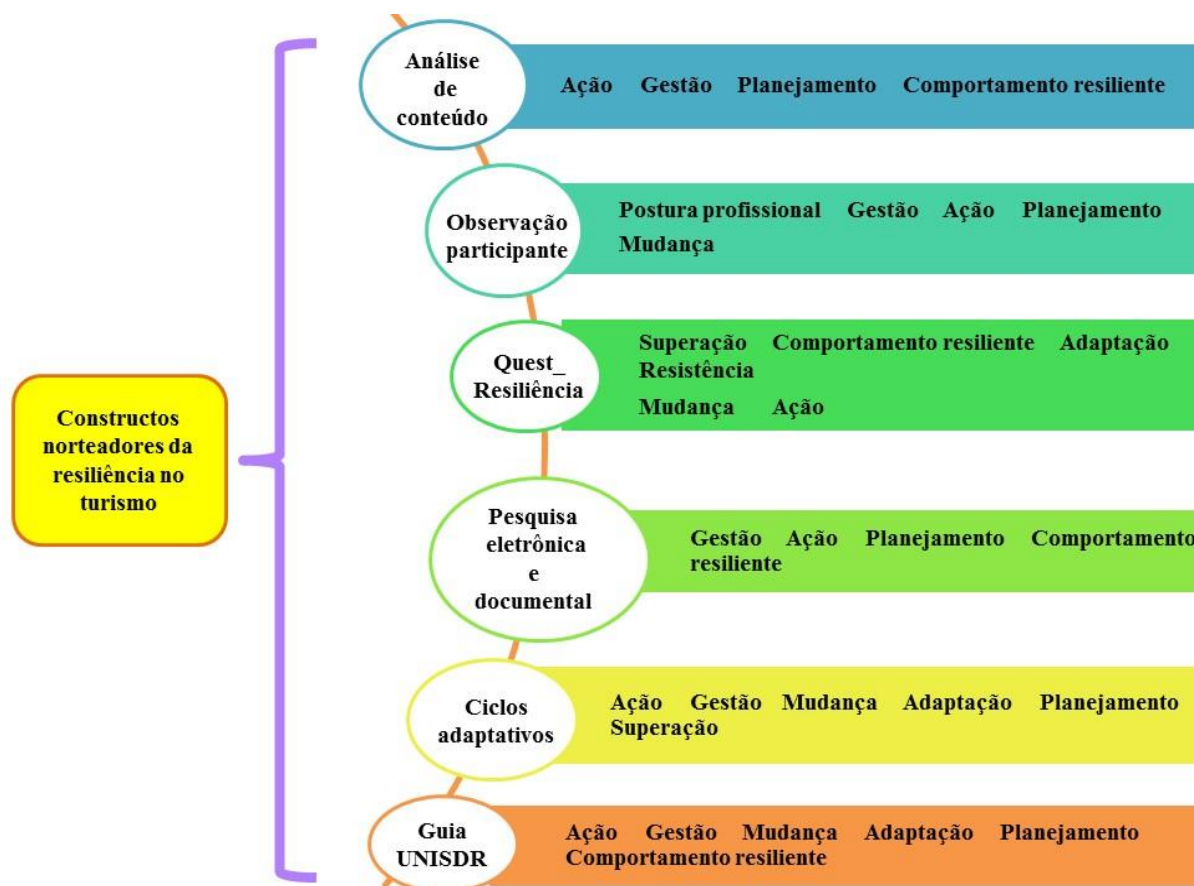 Constructos
norteadores da
resiliência no
turismo
Análise
de
conteúdo
Ação Gestão Planejamento Comportamento resiliente
Observação
participante
Postura profissional Gestão Ação Planejamento
Mudança
Quest_
Resiliência
Superação Comportamento resiliente Adaptação
Resistência
Mudança Ação
Pesquisa
eletrônica
e
documental
Gestão Ação Planejamento Comportamento
resiliente
Ciclos
adaptativos
Ação Gestão Mudança Adaptação Planejamento
Superação
Guia
UNISDR
Ação Gestão Mudança Adaptação Planejamento
Comportamento resiliente